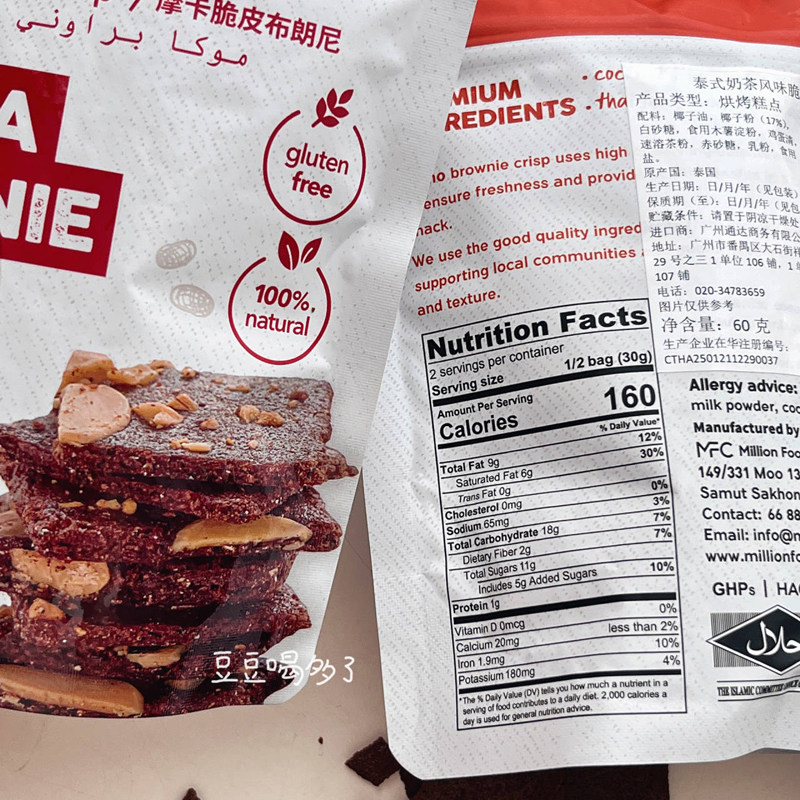 / 摩卡脆皮布朗尼
موكا براوني
A
NIE
gluten
free
100%
natural
豆豆喝多了
MIUM
REDIENTS
no brownie crisp uses high
ensure freshness and provid
We use the good quality ingred
supporting local communities
and texture.
Nutrition Facts
2 servings per container
Serving size 1/2 bag (30g)
Amount Per Serving
Calories 160
% Daily Value*
Total Fat 9g 12%
Saturated Fat 6g 30%
Trans Fat 0g
Cholesterol 0mg 0%
Sodium 65mg 3%
Total Carbohydrate 18g 7%
Dietary Fiber 2g 7%
Total Sugars 11g
Includes 5g Added Sugars 10%
Protein 1g
Vitamin D 0mcg 0%
Calcium 20mg less than 2%
Iron 1.9mg 10%
Potassium 180mg 4%
*The % Daily Value (DV) tells you how much a nutrient in a
serving of food contributes to a daily diet. 2,000 calories a
day is used for general nutrition advice.
泰式奶茶风味脆
产品类型：烘烤糕点
配料：椰子油，椰子粉（17%），
白砂糖，食用木薯淀粉，鸡蛋清，
速溶茶粉，赤砂糖，乳粉，食用
盐。
原产国：泰国
生产日期：日/月/年（见包装）
保质期（至）：日/月/年（见包
贮藏条件：请置于阴凉干燥处
进口商：广州通达商务有限公
地址：广州市番禺区大石街
29 号之三 1 单位 106 铺，1
107 铺
电话：020-34783659
图片仅供参考
净含量：60 克
生产企业在华注册编号：
CTHA25012112290037
Allergy advice:
milk powder, coc
Manufactured by
MFC Million Foo
149/331 Moo 13
Samut Sakhon
Contact: 66 88
Email: info@m
www.millionfo
GHPs | HA
حلال
THE ISLAMIC COMMITTEE